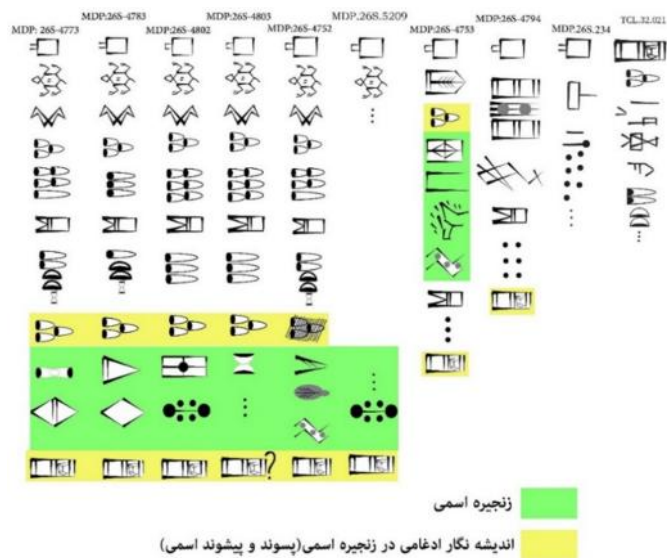 MDP: 26S-4773
MDP:26S-4783
MDP:26S-4802
MDP:26S-4803
MDP:26S-4752
MDP.26S.5209
MDP:26S-4753
MDP:26S-4794
MDP.26S.234
TCL.32.021
?
زنجیره اسمی
اندیشه نگار ادغامی در زنجیره اسمی(پسوند و پیشوند اسمی)